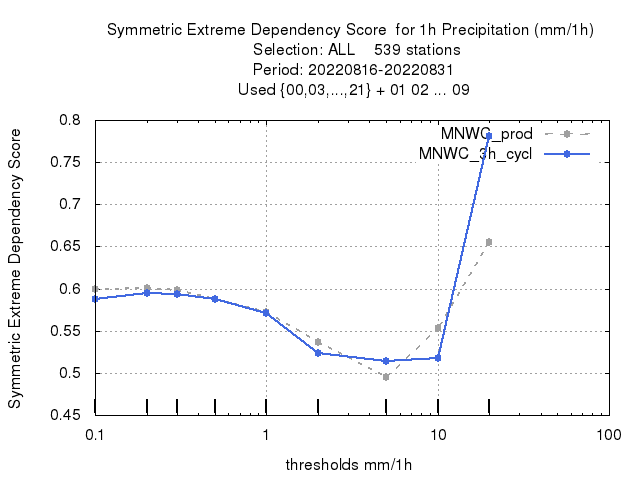 Symmetric Extreme Dependency Score for 1h Precipitation (mm/1h)
Selection: ALL 539 stations
Period: 20220816-20220831
Used {00,03,...,21} + 01 02 ... 09
0.8
0.75
0.7
0.65
0.6
0.55
0.5
0.45
Symmetric Extreme Dependency Score
MNWC_prod
MNWC_3h_cycl
0.1 1 10 100
thresholds mm/1h